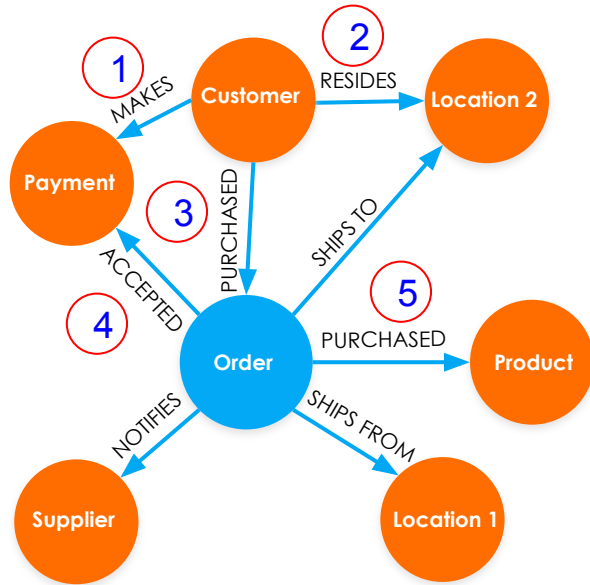 1
2
MAKES
Customer
RESIDES
Location 2
Payment
3
PURCHASED
SHIPS TO
ACCEPTED
4
5
Order
PURCHASED
Product
NOTIFIES
SHIPS FROM
Supplier
Location 1